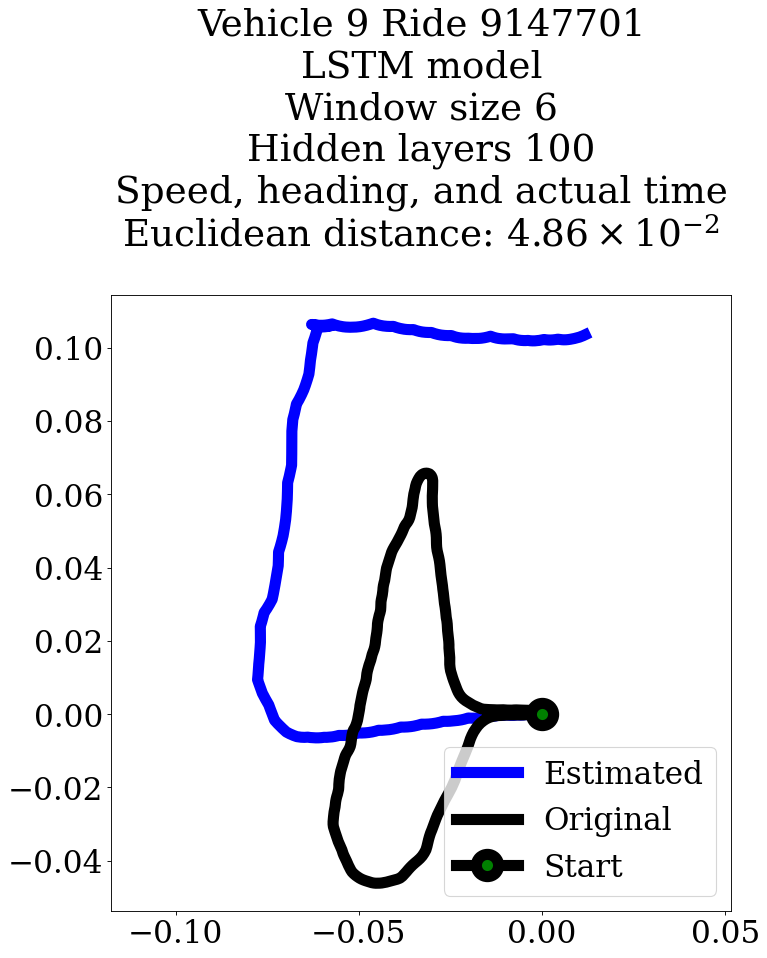 Vehicle 9 Ride 9147701
LSTM model
Window size 6
Hidden layers 100
Speed, heading, and actual time
Euclidean distance: 4.86 × 10⁻²
0.10
0.08
0.06
0.04
0.02
0.00
−0.02
−0.04
Estimated
Original
Start
−0.10
−0.05
0.00
0.05